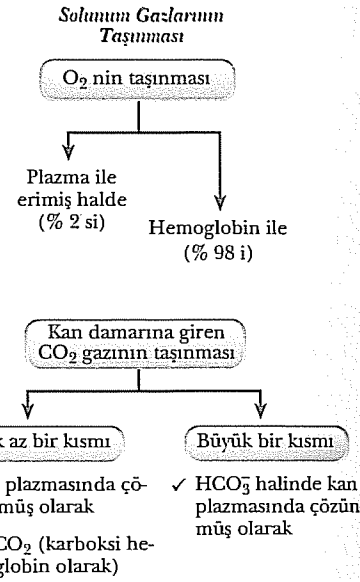 Solunum Gazlarının
Taşınması
O₂ nin taşınması
Plazma ile
erimiş halde
(% 2 si)
Hemoglobin ile
(% 98 i)
Kan damarına giren
CO₂ gazının taşınması
k az bir kısmı
plazmasında çö-
müş olarak
CO₂ (karboksi he-
globin olarak)
Büyük bir kısmı
✓ HCO₃⁻ halinde kan
plazmasında çözün
müş olarak